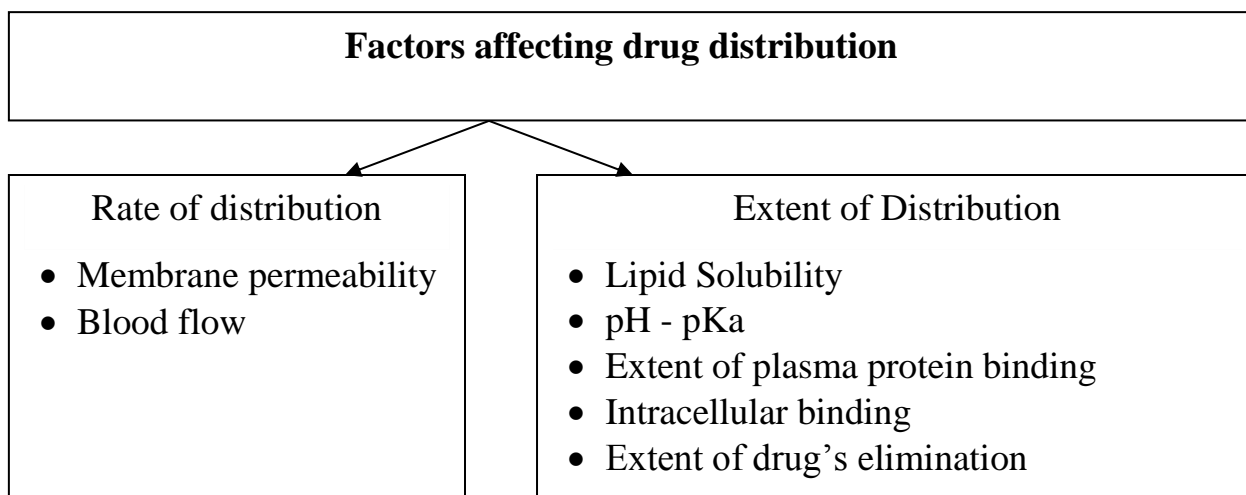 Factors affecting drug distribution
Rate of distribution
• Membrane permeability
• Blood flow
Extent of Distribution
• Lipid Solubility
• pH - pKa
• Extent of plasma protein binding
• Intracellular binding
• Extent of drug’s elimination